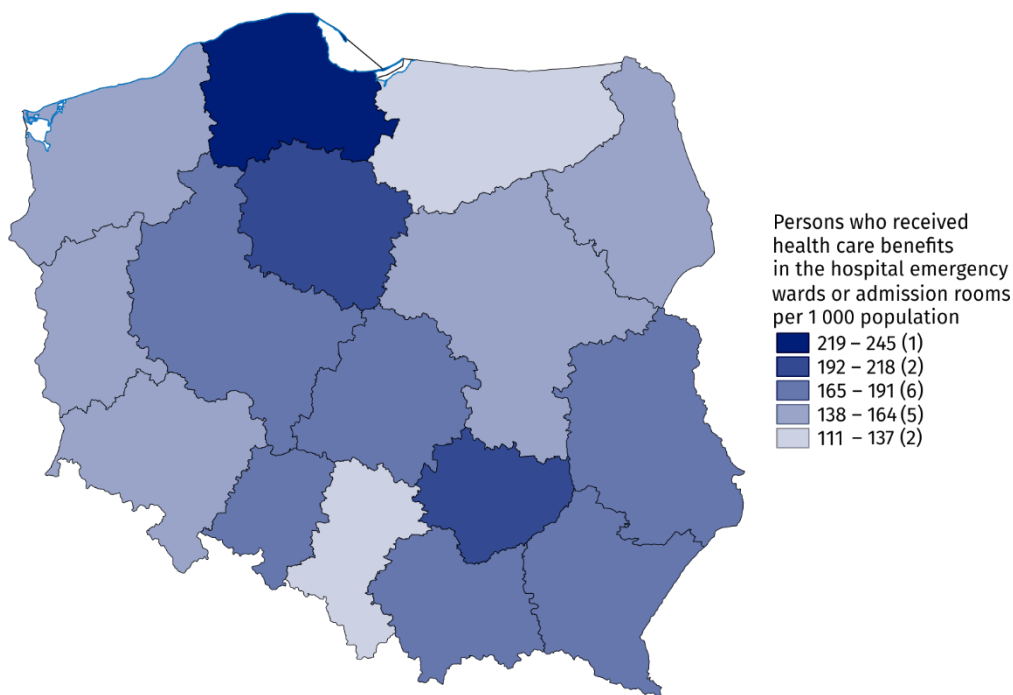 Persons who received
health care benefits
in the hospital emergency
wards or admission rooms
per 1 000 population
219 – 245 (1)
192 – 218 (2)
165 – 191 (6)
138 – 164 (5)
111 – 137 (2)